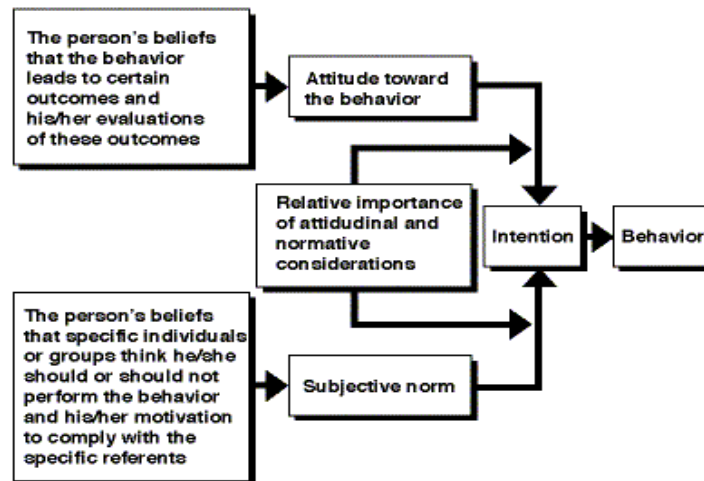 The person's beliefs
that the behavior
leads to certain
outcomes and
his/her evaluations
of these outcomes
Attitude toward
the behavior
Relative importance
of attidudinal and
normative
considerations
Intention
Behavior
The person's beliefs
that specific individuals
or groups think he/she
should or should not
perform the behavior
and his/her motivation
to comply with the
specific referents
Subjective norm